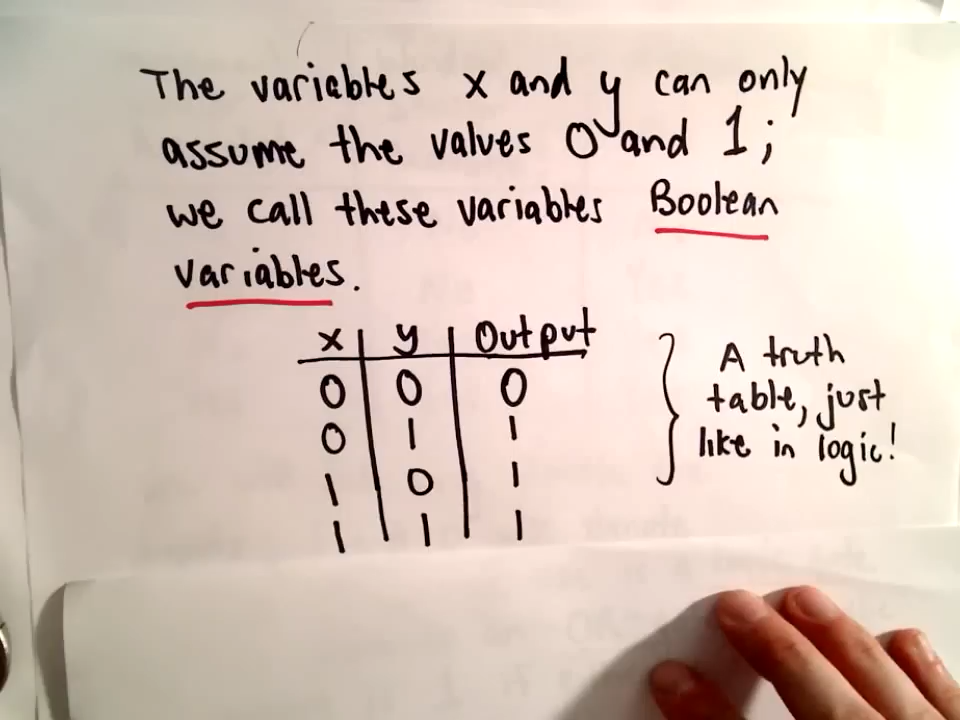 The variables x and y can only
assume the values 0 and 1;
we call these variables Boolean
variables.
x | y | Output
0 | 0 | 0
0 | 1 | 1
1 | 0 | 1
1 | 1 | 1
} A truth
table, just
like in logic!